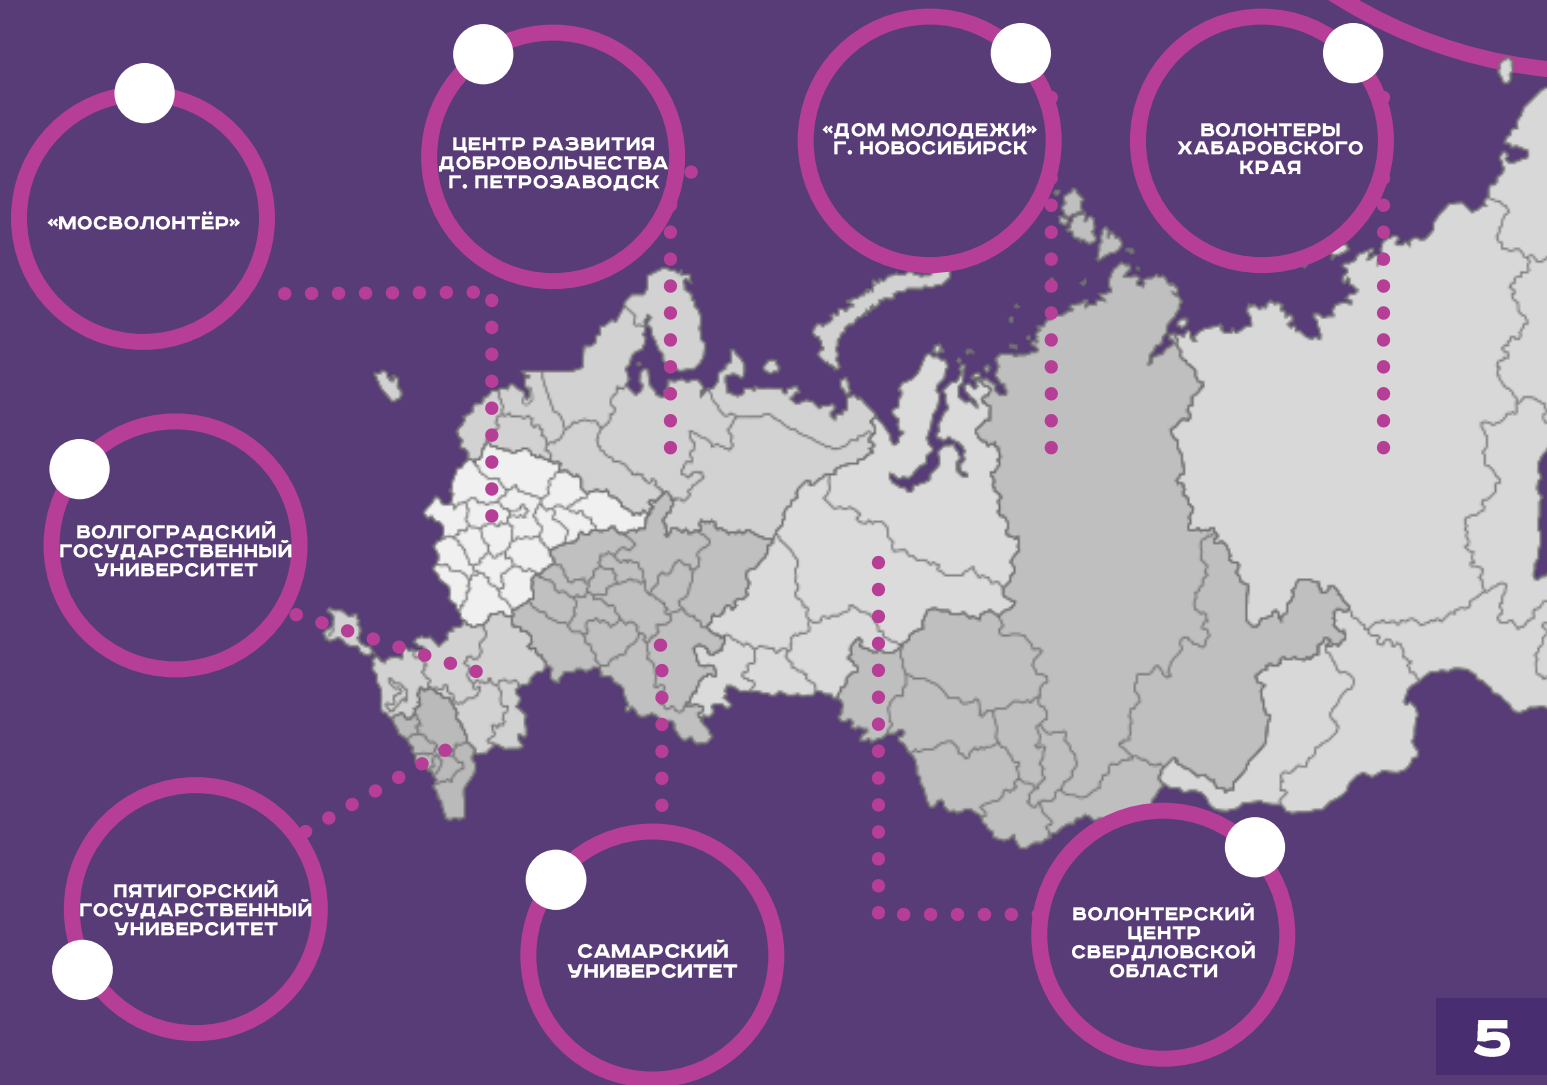 «МОСВОЛОНТЁР»
ЦЕНТР РАЗВИТИЯ
ДОБРОВОЛЬЧЕСТВА
Г. ПЕТРОЗАВОДСК
«ДОМ МОЛОДЕЖИ»
Г. НОВОСИБИРСК
ВОЛОНТЕРЫ
ХАБАРОВСКОГО
КРАЯ
ВОЛГОГРАДСКИЙ
ГОСУДАРСТВЕННЫЙ
УНИВЕРСИТЕТ
ПЯТИГОРСКИЙ
ГОСУДАРСТВЕННЫЙ
УНИВЕРСИТЕТ
САМАРСКИЙ
УНИВЕРСИТЕТ
ВОЛОНТЕРСКИЙ
ЦЕНТР
СВЕРДЛОВСКОЙ
ОБЛАСТИ
5